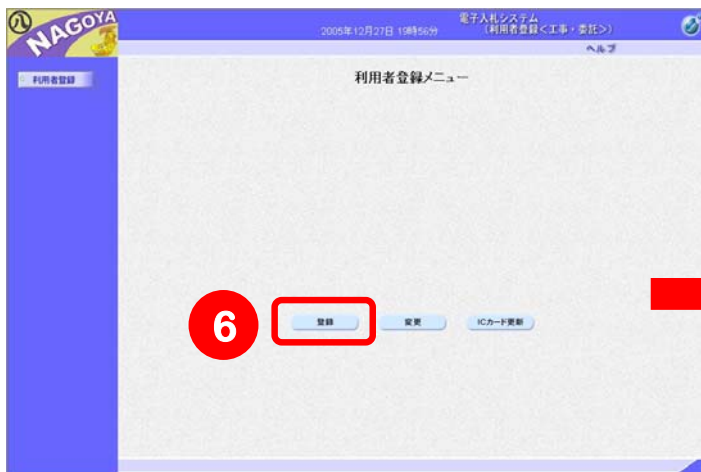 八
NAGOYA
2005年12月27日 19時56分
電子入札システム
(利用者登録<工事・委託>)
ヘルプ
利用者登録
利用者登録メニュー
6
登録
変更
ICカード更新